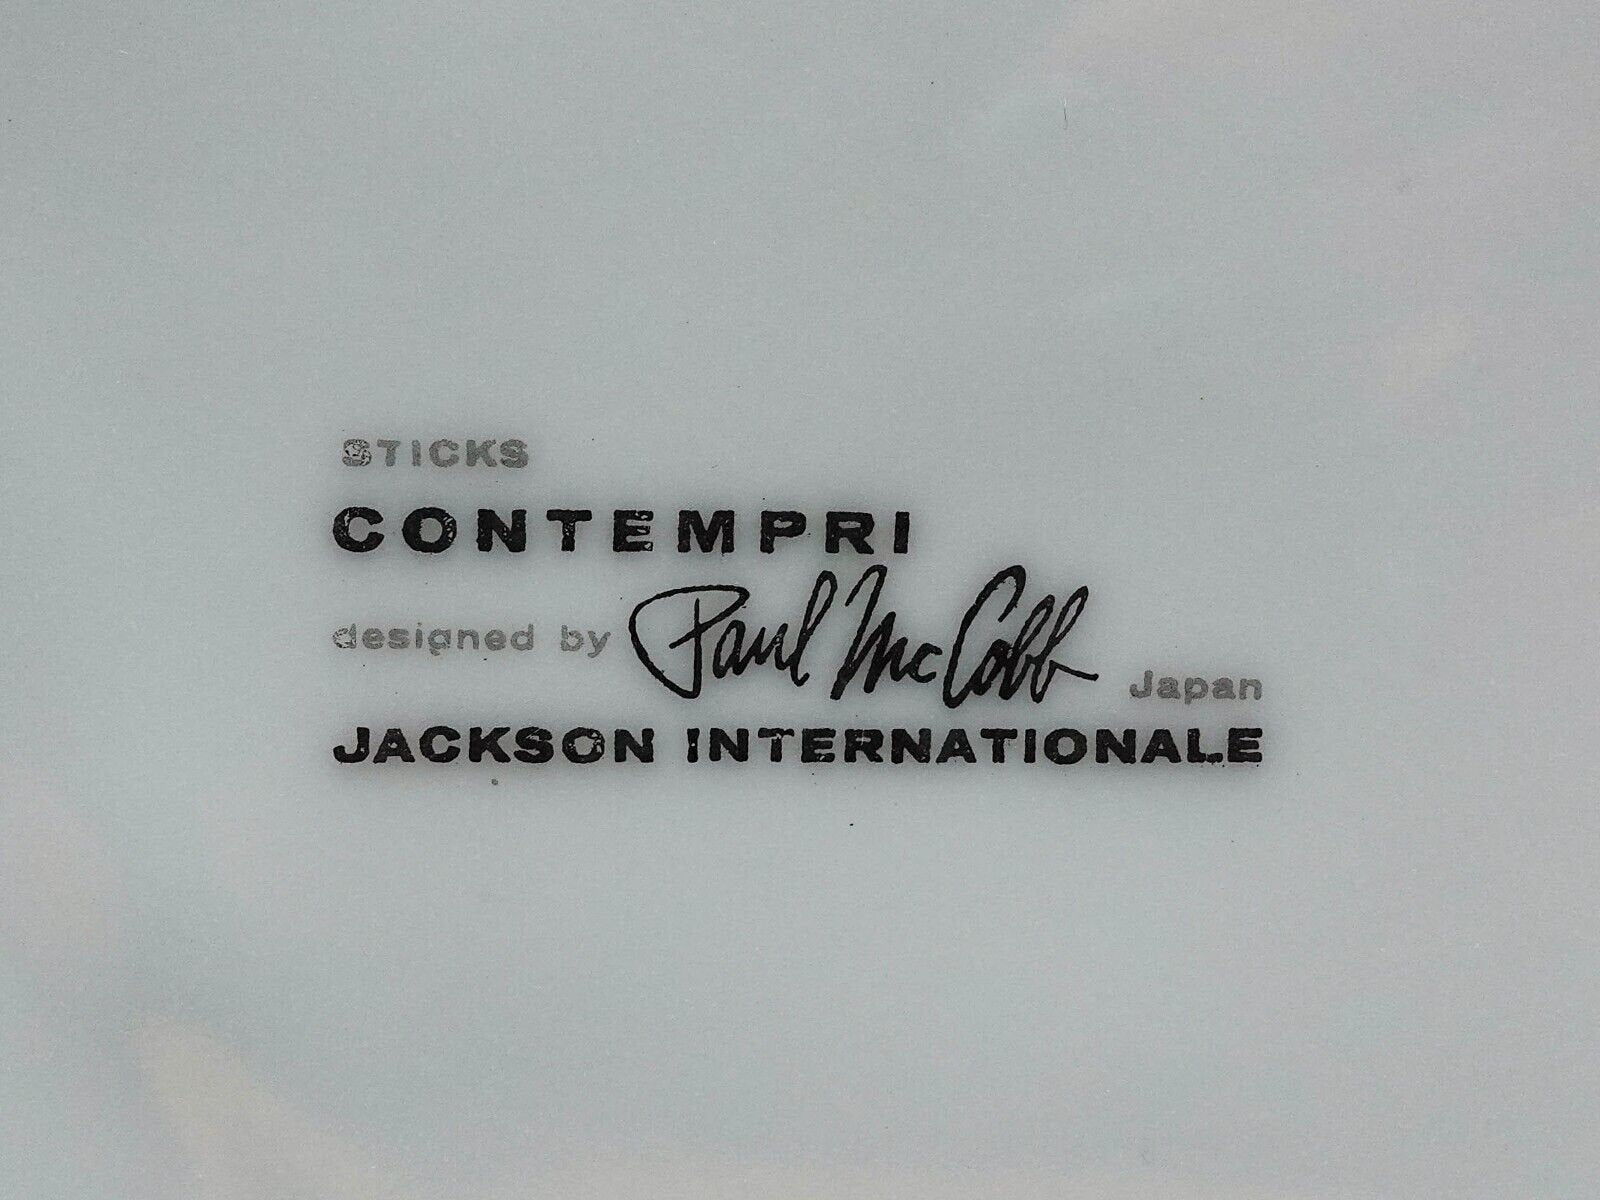 STICKS
CONTEMPRI
designed by Paul McCobb Japan
JACKSON INTERNATIONALE